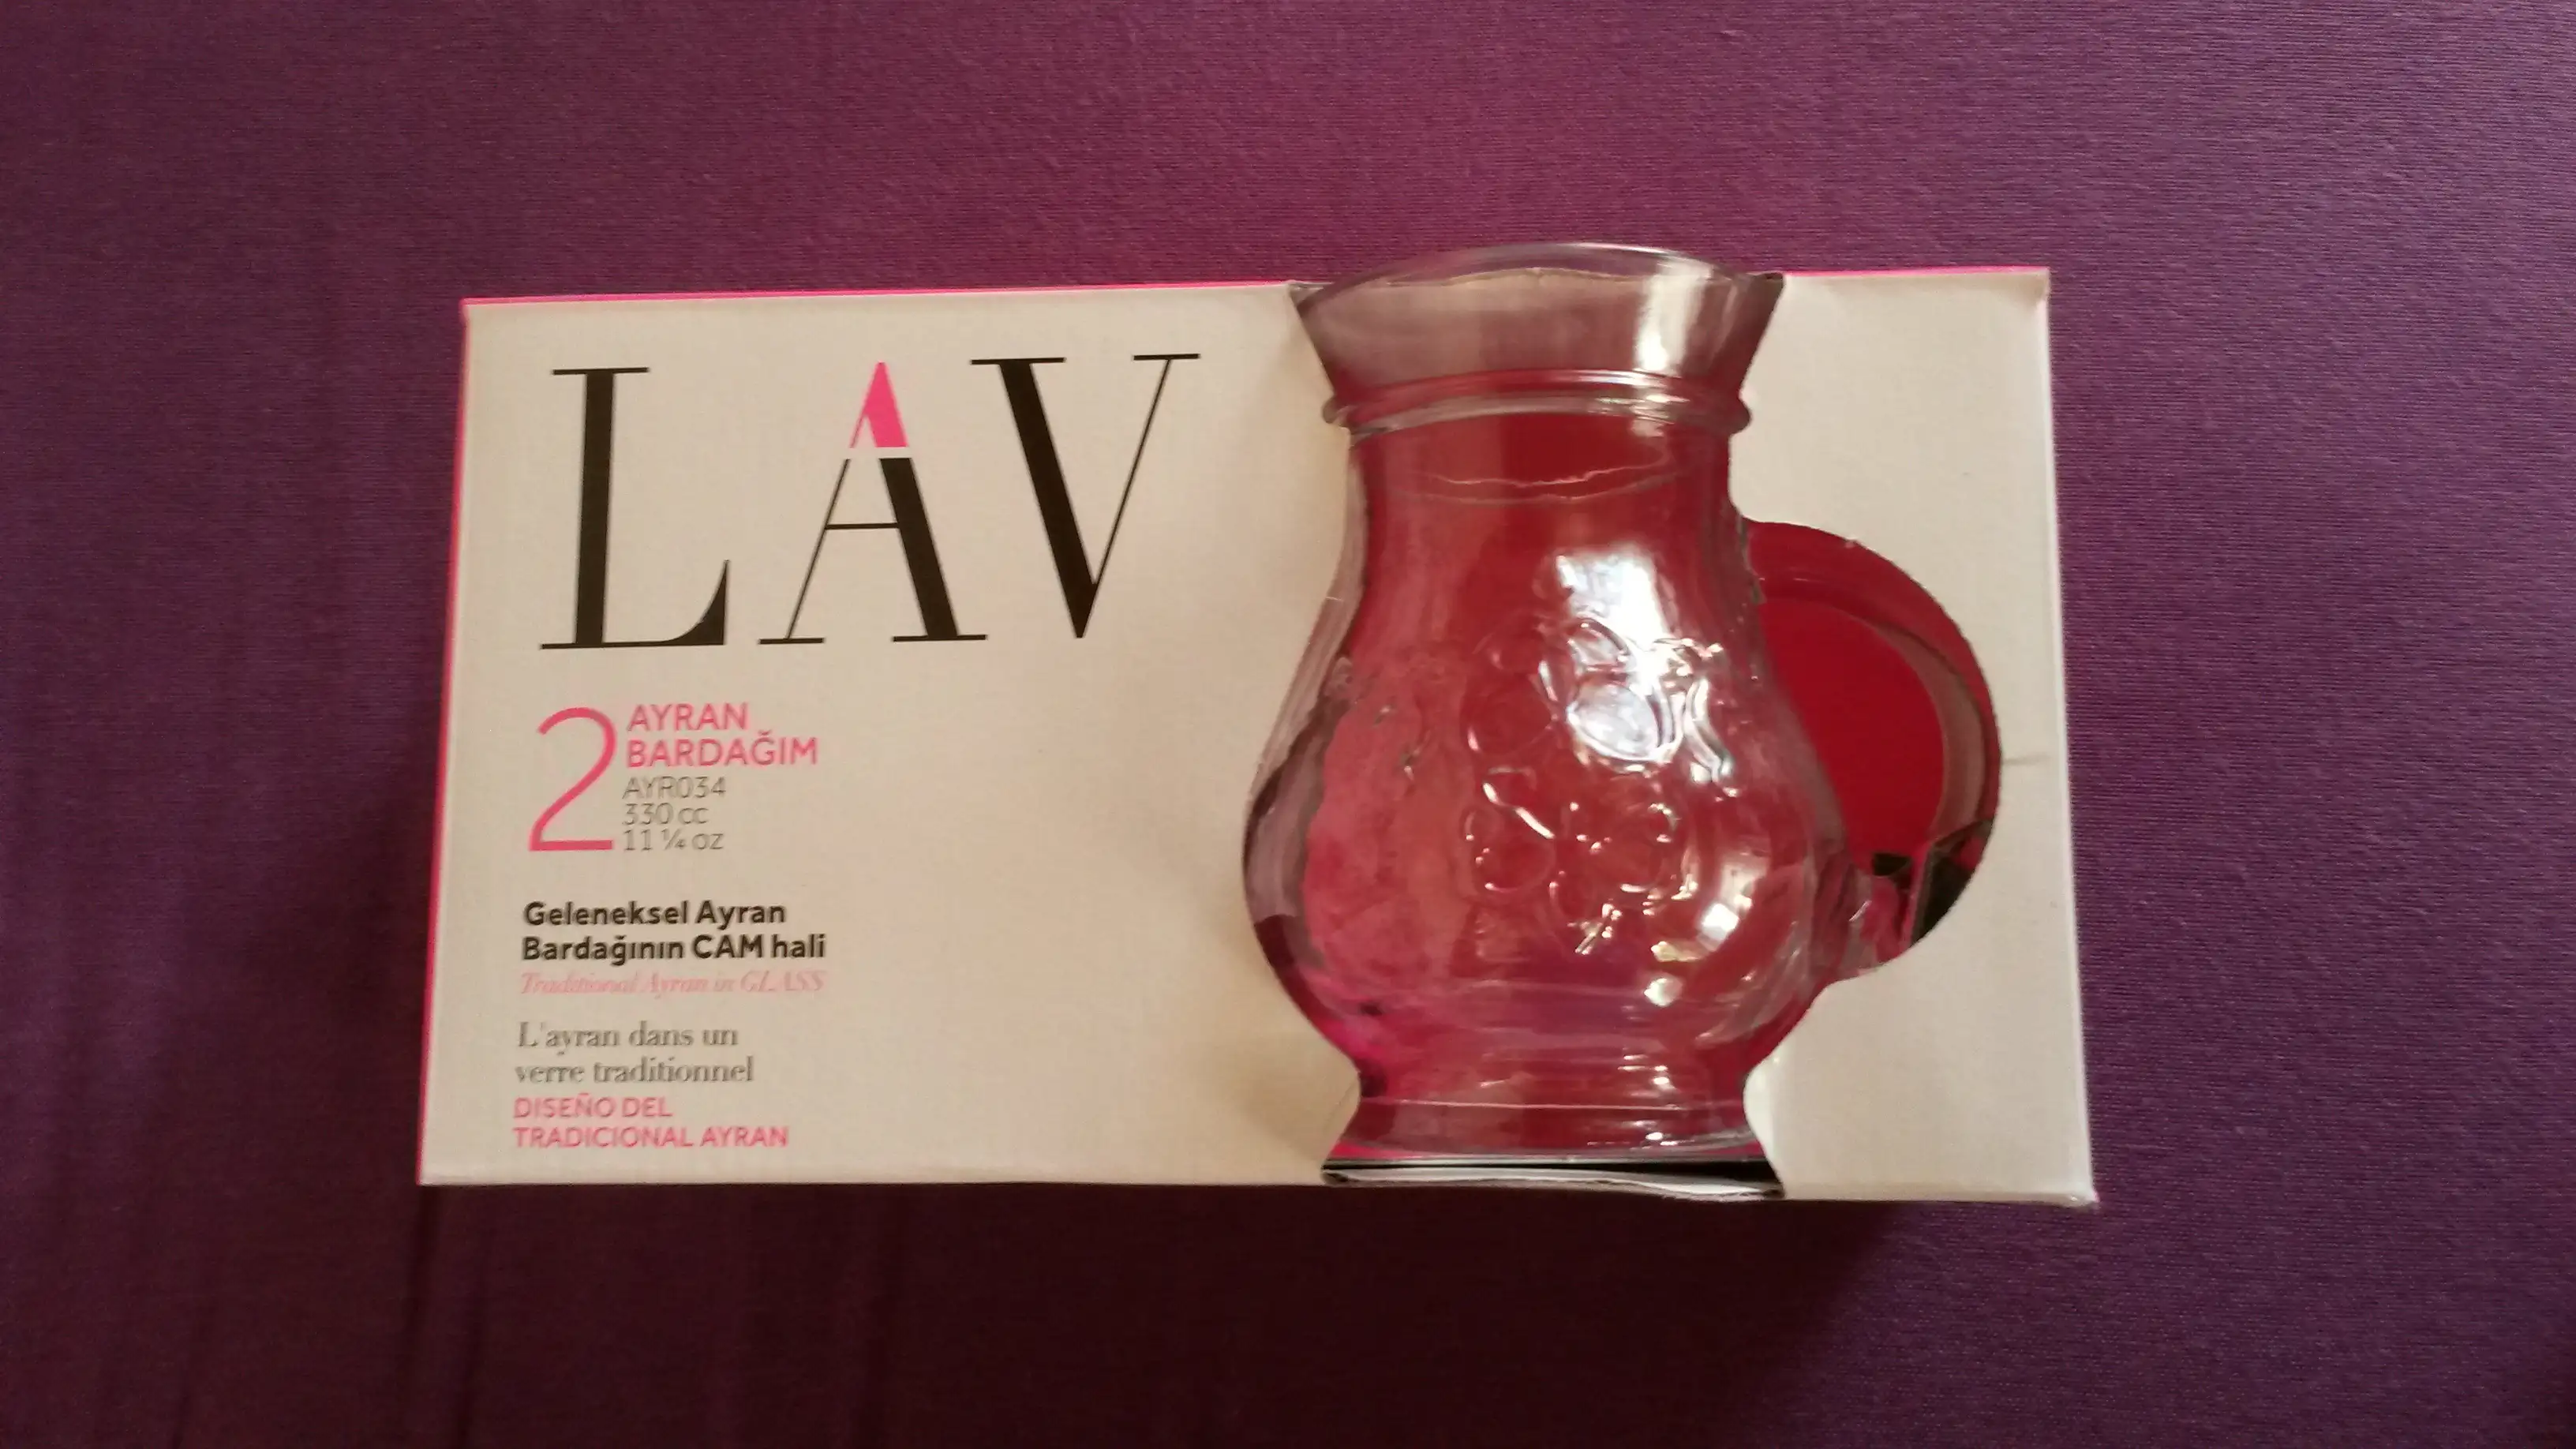 LAV
2 AYRAN
BARDAĞIM
AYR034
330 cc
11 ¼ oz
Geleneksel Ayran
Bardağının CAM hali
Traditional Ayran in GLASS
L'ayran dans un
verre traditionnel
DISEÑO DEL
TRADICIONAL AYRAN